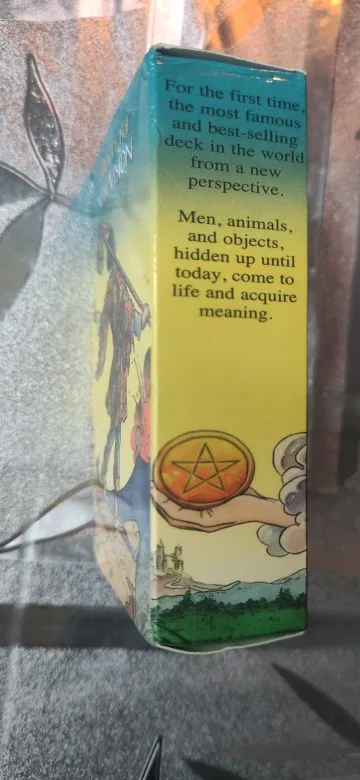 For the first time,
the most famous
and best-selling
deck in the world
from a new
perspective.
Men, animals,
and objects,
hidden up until
today, come to
life and acquire
meaning.